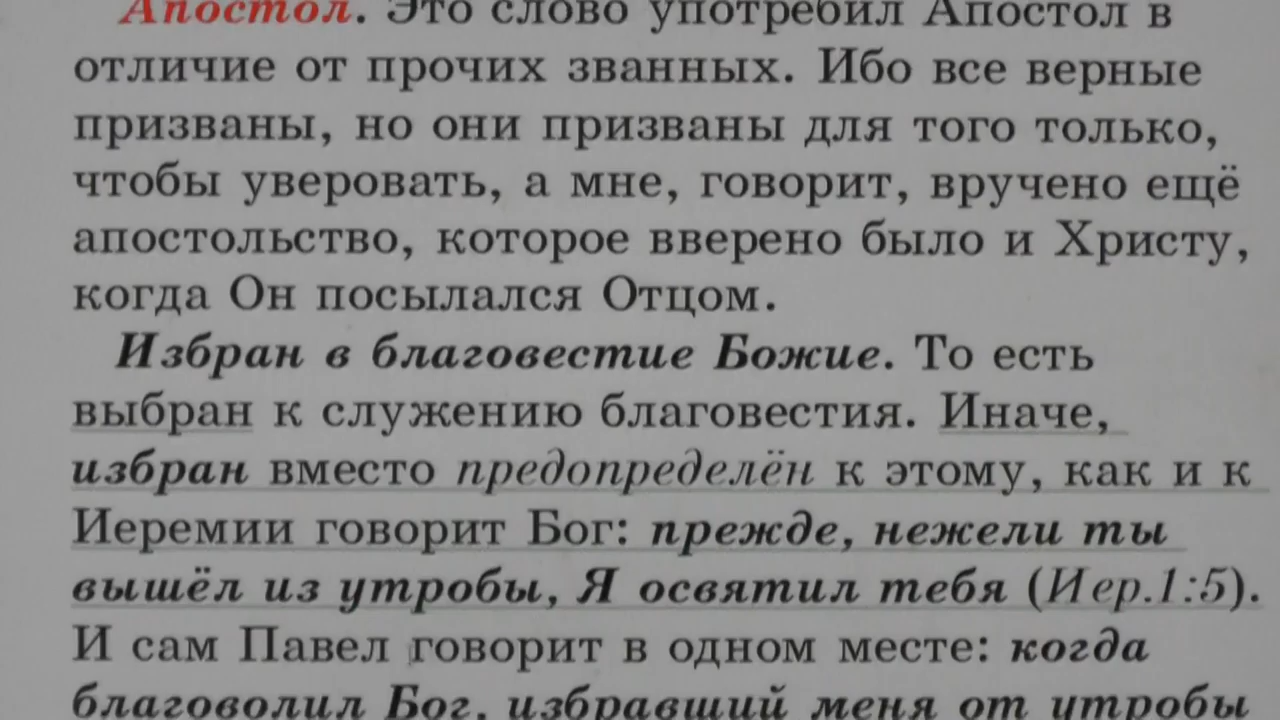 Апостол. Это слово употребил Апостол в
отличие от прочих званных. Ибо все верные
призваны, но они призваны для того только,
чтобы уверовать, а мне, говорит, вручено ещё
апостольство, которое вверено было и Христу,
когда Он посылался Отцом.
Избран в благовестие Божие. То есть
выбран к служению благовестия. Иначе,
избран вместо предопределён к этому, как и к
Иеремии говорит Бог: прежде, нежели ты
вышёл из утробы, Я освятил тебя (Иер.1:5).
И сам Павел говорит в одном месте: когда
благоволил Бог, избравший меня от утробы